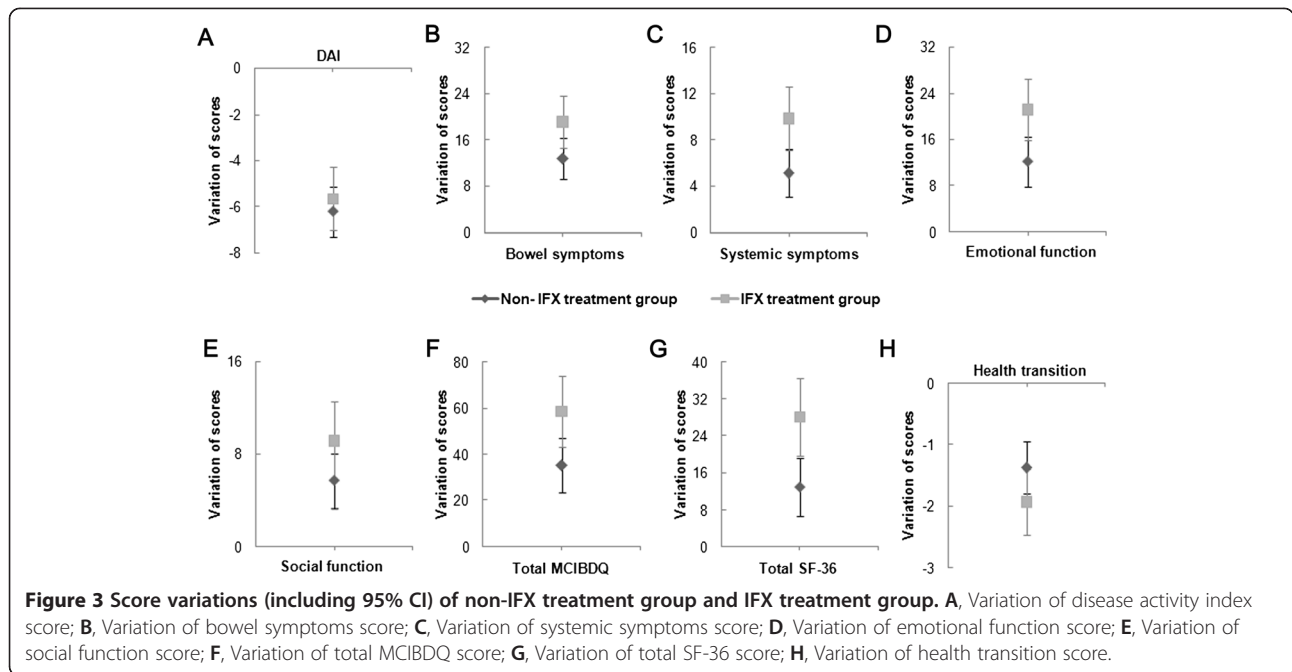 A
DAI
Variation of scores
0
-2
-4
-6
-8
B
Variation of scores
32
24
16
8
0
Bowel symptoms
C
Variation of scores
16
12
8
4
0
Systemic symptoms
D
Variation of scores
32
24
16
8
0
Emotional function
Non- IFX treatment group
IFX treatment group
E
Variation of scores
16
8
0
Social function
F
Variation of scores
80
60
40
20
0
Total MCIBDQ
G
Variation of scores
40
32
24
16
8
0
Total SF-36
H
Health transition
Variation of scores
0
-1
-2
-3
Figure 3 Score variations (including 95% CI) of non-IFX treatment group and IFX treatment group. A, Variation of disease activity index
score; B, Variation of bowel symptoms score; C, Variation of systemic symptoms score; D, Variation of emotional function score; E, Variation of
social function score; F, Variation of total MCIBDQ score; G, Variation of total SF-36 score; H, Variation of health transition score.